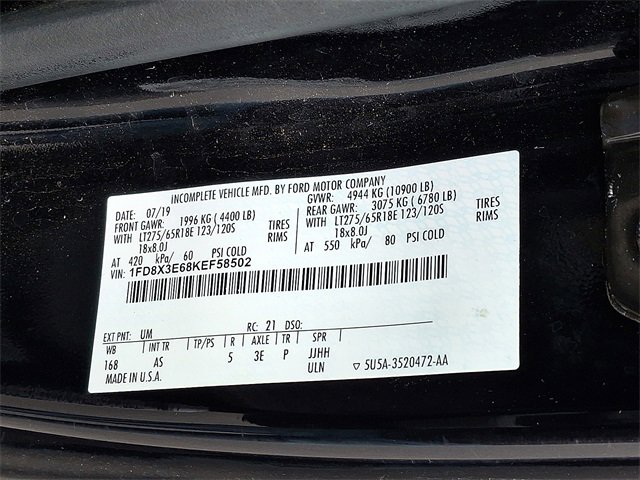 INCOMPLETE VEHICLE MFD. BY FORD MOTOR COMPANY
DATE: 07/19 GVWR: 4944 KG (10900 LB)
FRONT GAWR: 1996 KG ( 4400 LB) REAR GAWR: 3075 KG ( 6780 LB)
WITH LT275/65R18E 123/120S TIRES WITH LT275/65R18E 123/120S TIRES
18x8.0J RIMS 18x8.0J RIMS
AT 420 kPa/ 60 PSI COLD AT 550 kPa/ 80 PSI COLD
VIN: 1FD8X3E68KEF58502
EXT PNT: UM RC: 21 DSO:
WB INT TR TP/PS R AXLE TR SPR
168 AS 5 3E P JJHH
ULN
MADE IN U.S.A. ▽ 5U5A-3520472-AA